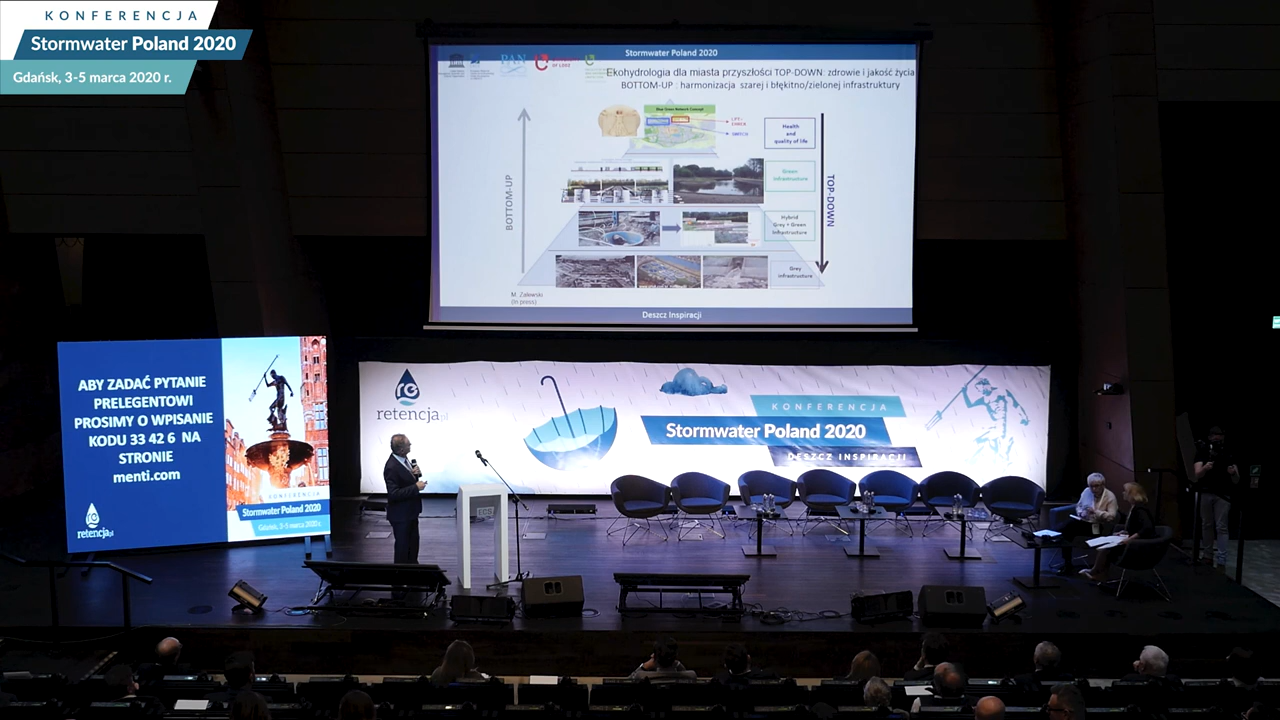 KONFERENCJA
Stormwater Poland 2020
Gdańsk, 3-5 marca 2020 r.
Stormwater Poland 2020
PAN
Ekohydrologia dla miasta przyszłości TOP-DOWN: zdrowie i jakość życia
BOTTOM-UP : harmonizacja szarej i błękitno/zielonej infrastruktury
BOTTOM-UP
TOP-DOWN
Health
and
quality of life
Green
Infrastructure
Hybrid
Grey + Green
Infrastructure
Grey
Infrastructure
M. Zalewski
(In press)
Deszcz Inspiracji
ABY ZADAĆ PYTANIE
PRELEGENTOWI
PROSIMY O WPISANIE
KODU 33 42 6 NA
STRONIE
menti.com
retencja.pl
KONFERENCJA
Stormwater Poland 2020
Gdańsk, 3-5 marca 2020 r.
retencja.pl
KONFERENCJA
Stormwater Poland 2020
DESZCZ INSPIRACJI
ECS